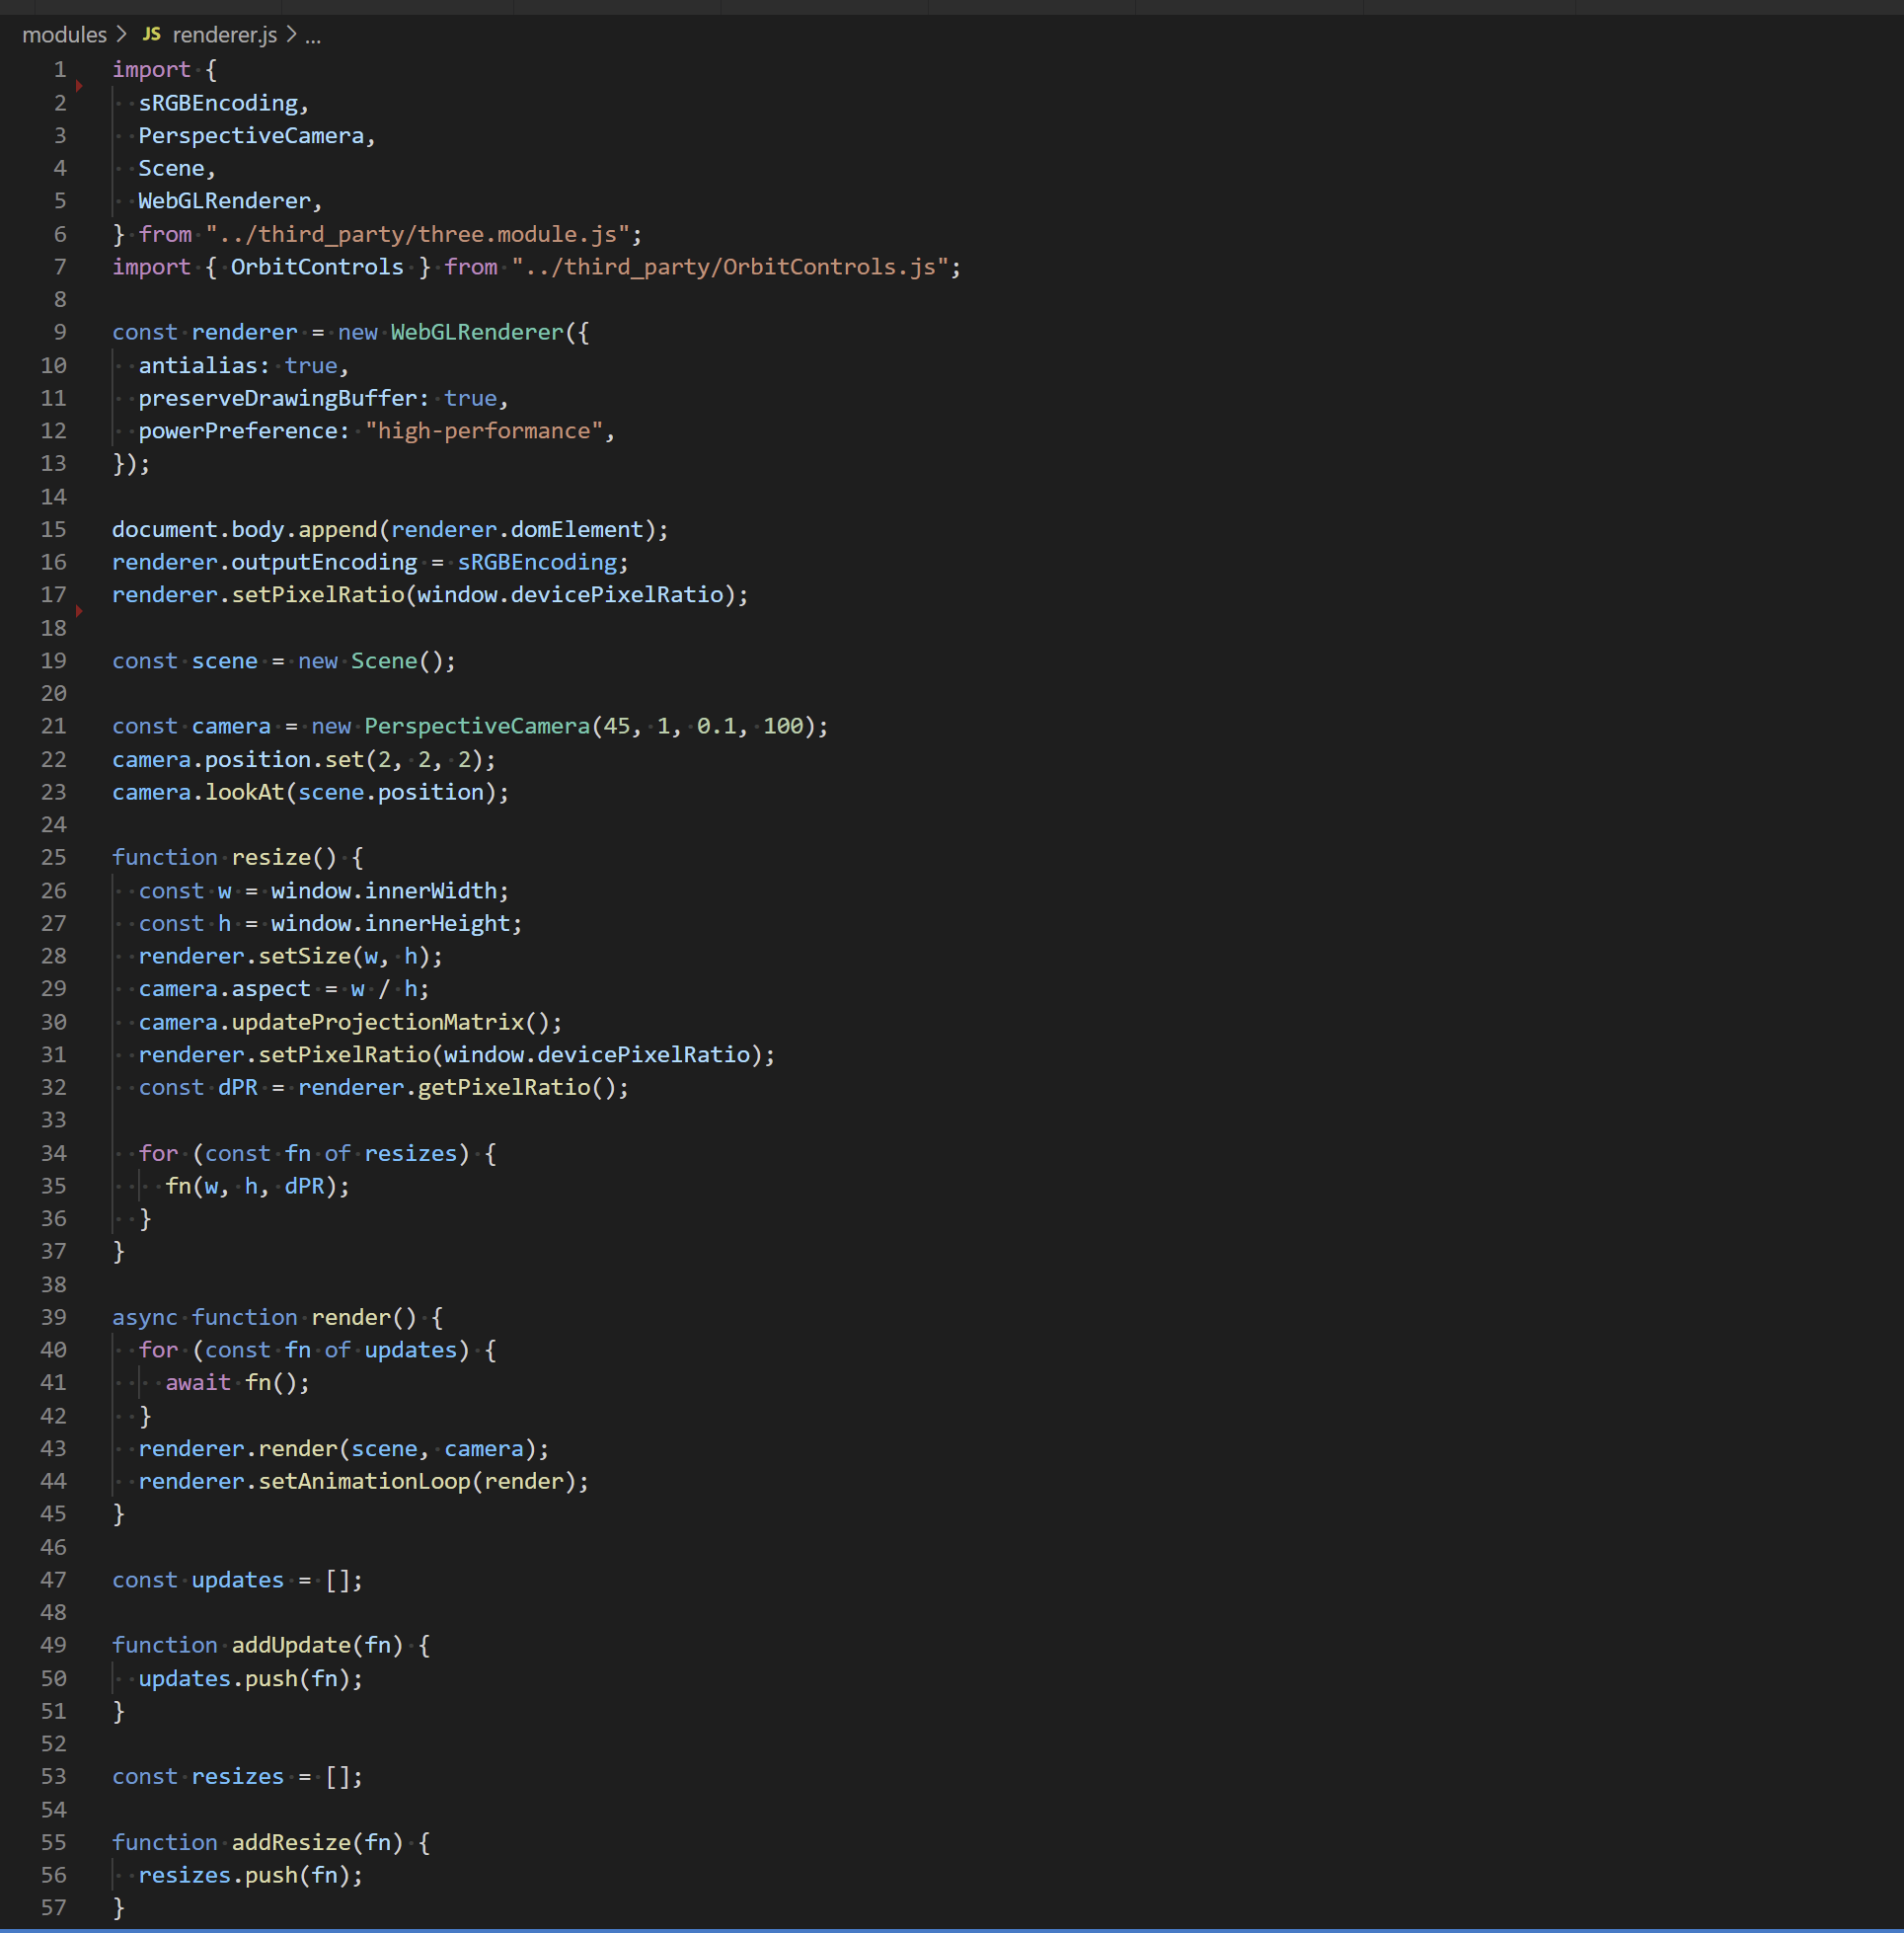 modules > JS renderer.js > ...
1 import {
2   sRGBEncoding,
3   PerspectiveCamera,
4   Scene,
5   WebGLRenderer,
6 } from "../third_party/three.module.js";
7 import { OrbitControls } from "../third_party/OrbitControls.js";
8
9 const renderer = new WebGLRenderer({
10   antialias: true,
11   preserveDrawingBuffer: true,
12   powerPreference: "high-performance",
13 });
14
15 document.body.append(renderer.domElement);
16 renderer.outputEncoding = sRGBEncoding;
17 renderer.setPixelRatio(window.devicePixelRatio);
18
19 const scene = new Scene();
20
21 const camera = new PerspectiveCamera(45, 1, 0.1, 100);
22 camera.position.set(2, 2, 2);
23 camera.lookAt(scene.position);
24
25 function resize() {
26   const w = window.innerWidth;
27   const h = window.innerHeight;
28   renderer.setSize(w, h);
29   camera.aspect = w / h;
30   camera.updateProjectionMatrix();
31   renderer.setPixelRatio(window.devicePixelRatio);
32   const dPR = renderer.getPixelRatio();
33
34   for (const fn of resizes) {
35     fn(w, h, dPR);
36   }
37 }
38
39 async function render() {
40   for (const fn of updates) {
41     await fn();
42   }
43   renderer.render(scene, camera);
44   renderer.setAnimationLoop(render);
45 }
46
47 const updates = [];
48
49 function addUpdate(fn) {
50   updates.push(fn);
51 }
52
53 const resizes = [];
54
55 function addResize(fn) {
56   resizes.push(fn);
57 }